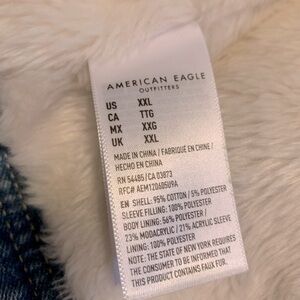 AMERICAN EAGLE
OUTFITTERS
US XXL
CA TTG
MX XXG
UK XXL
MADE IN CHINA / FABRIQUÉ EN CHINE /
HECHO EN CHINA
RN 54485/CA 03873
RFC# AEM12060509A
EN SHELL: 95% COTTON / 5% POLYESTER
SLEEVE FILLING: 100% POLYESTER
BODY LINING: 56% POLYESTER /
23% MODACRYLIC / 21% ACRYLIC SLEEVE
LINING: 100% POLYESTER
NOTE: THE STATE OF NEW YORK REQUIRES
THE CONSUMER TO BE INFORMED THAT
THIS PRODUCT CONTAINS FAUX FUR.